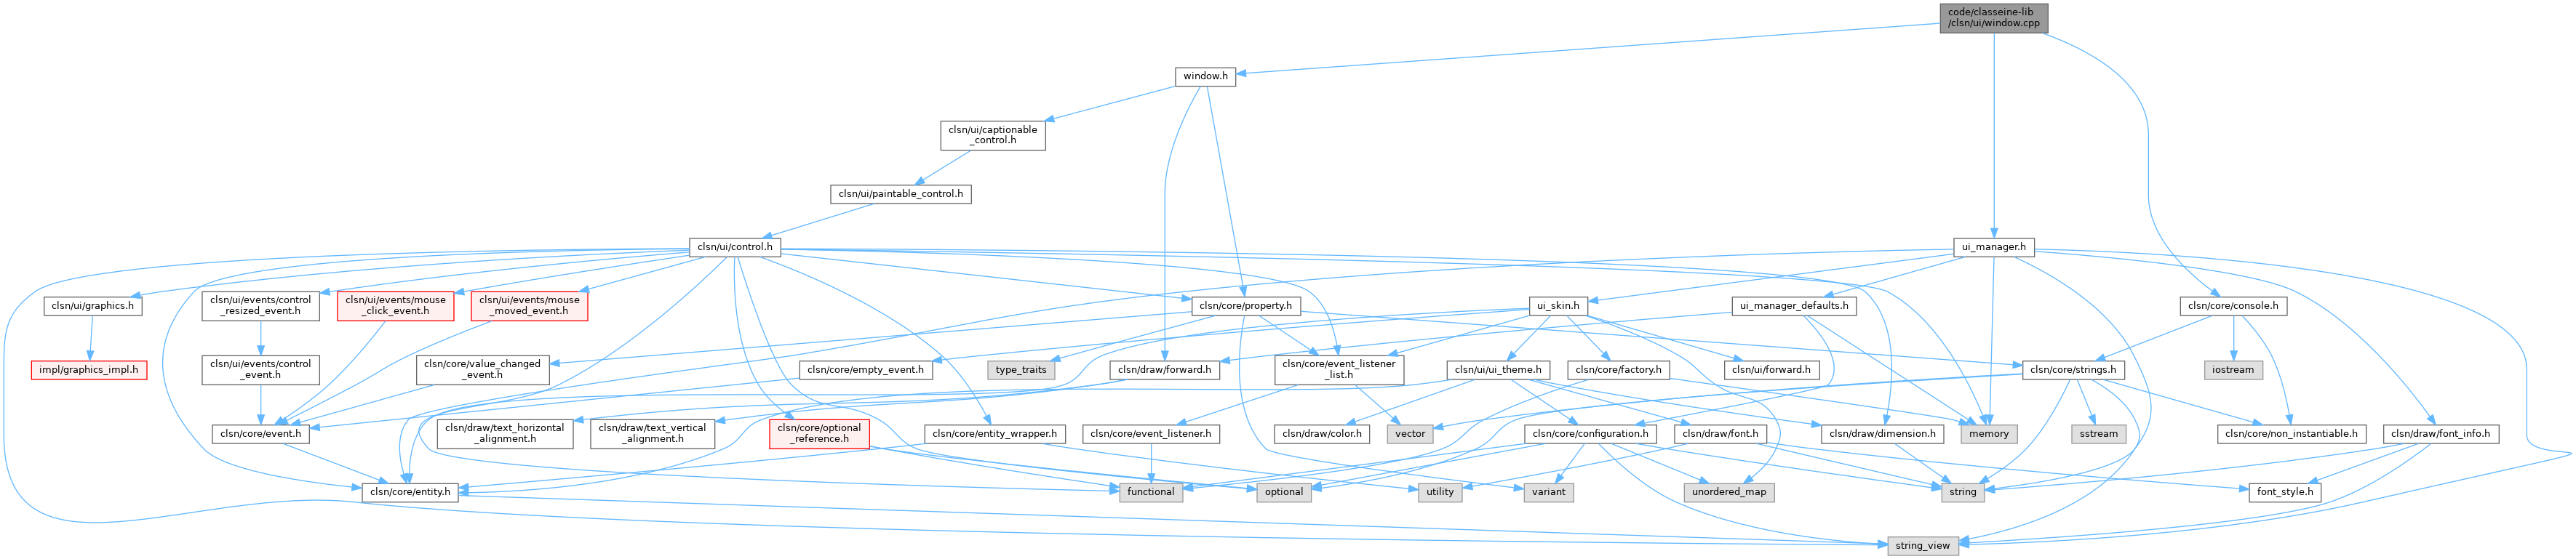 code/classeine-lib
/clsn/ui/window.cpp
window.h
clsn/ui/captionable
_control.h
clsn/ui/paintable_control.h
clsn/ui/control.h
ui_manager.h
clsn/ui/graphics.h
clsn/ui/events/control
_resized_event.h
clsn/ui/events/mouse
_click_event.h
clsn/ui/events/mouse
_moved_event.h
clsn/core/property.h
ui_skin.h
ui_manager_defaults.h
clsn/core/console.h
impl/graphics_impl.h
clsn/ui/events/control
_event.h
clsn/core/value_changed
_event.h
clsn/core/empty_event.h
type_traits
clsn/draw/forward.h
clsn/core/event_listener
_list.h
clsn/ui/ui_theme.h
clsn/core/factory.h
clsn/ui/forward.h
clsn/core/strings.h
iostream
clsn/core/event.h
clsn/draw/text_horizontal
_alignment.h
clsn/draw/text_vertical
_alignment.h
clsn/core/optional
_reference.h
clsn/core/entity_wrapper.h
clsn/core/event_listener.h
clsn/draw/color.h
vector
clsn/core/configuration.h
clsn/draw/font.h
clsn/draw/dimension.h
memory
sstream
clsn/core/non_instantiable.h
clsn/draw/font_info.h
clsn/core/entity.h
functional
optional
utility
variant
unordered_map
string
font_style.h
string_view